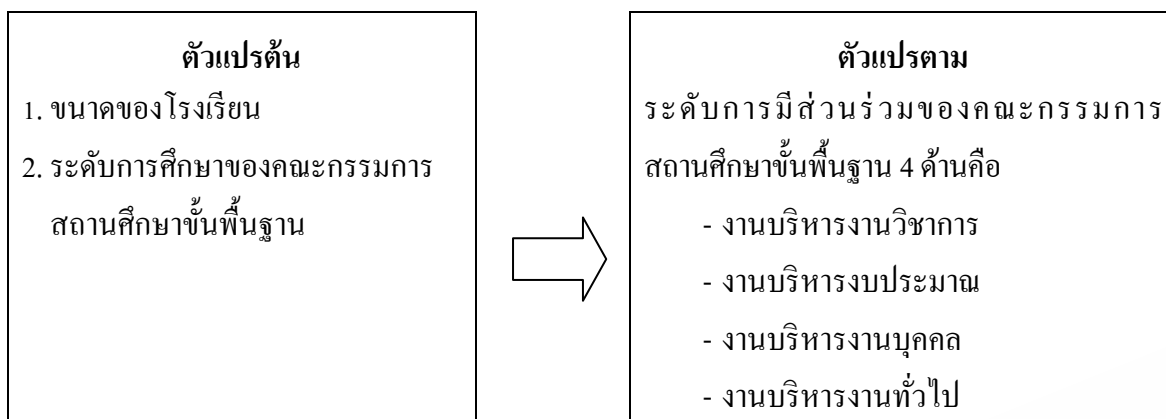 ตัวแปรต้น
1. ขนาดของโรงเรียน
2. ระดับการศึกษาของคณะกรรมการ
สถานศึกษาขั้นพื้นฐาน
ตัวแปรตาม
ระดับการมีส่วนร่วมของคณะกรรมการ
สถานศึกษาขั้นพื้นฐาน 4 ด้านคือ
- งานบริหารงานวิชาการ
- งานบริหารงบประมาณ
- งานบริหารงานบุคคล
- งานบริหารงานทั่วไป